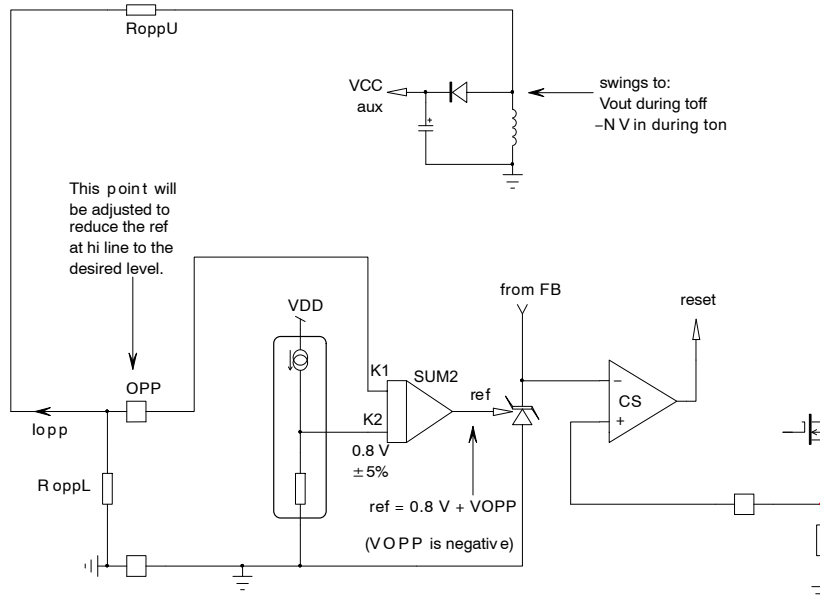 RoppU
VCC
aux
swings to:
Vout during toff
–N V in during ton
This point will
be adjusted to
reduce the ref
at hi line to the
desired level.
from FB
reset
VDD
OPP
K1
SUM2
ref
CS
–
+
K2
Iopp
0.8 V
±5%
RoppL
ref = 0.8 V + VOPP
(VOPP is negative)
+